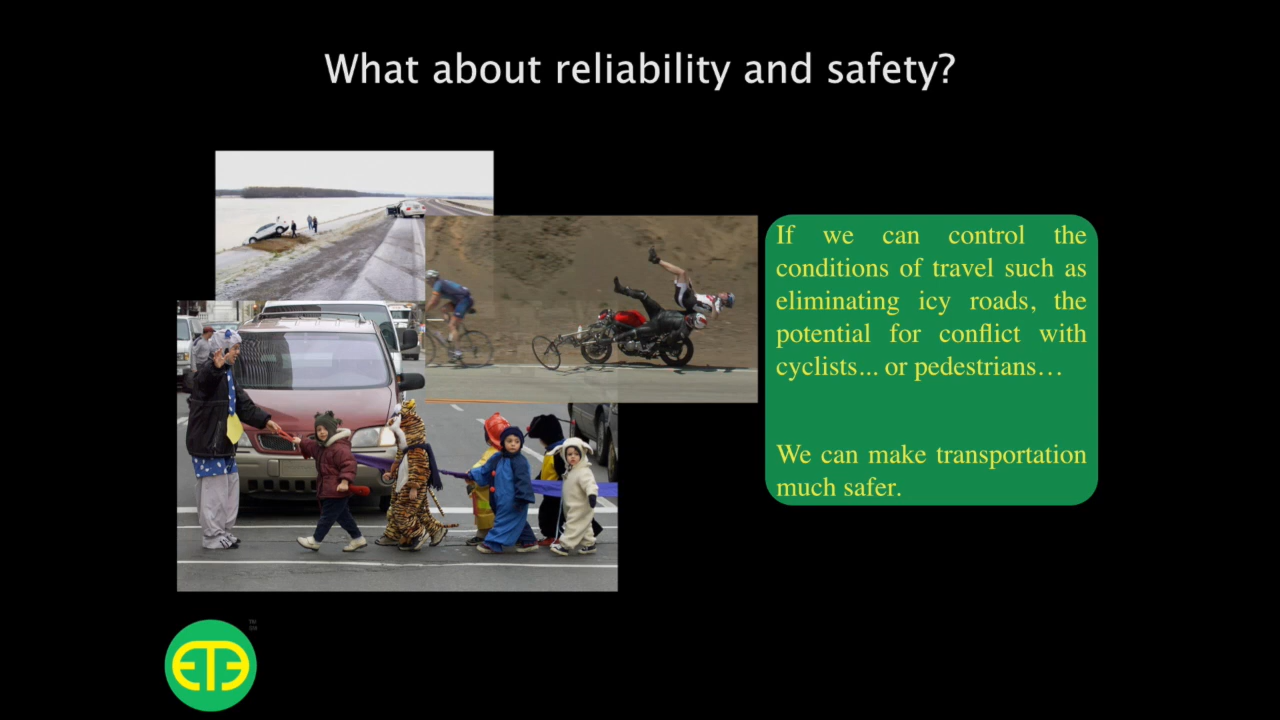 What about reliability and safety?
If we can control the
conditions of travel such as
eliminating icy roads, the
potential for conflict with
cyclists... or pedestrians…
We can make transportation
much safer.
ETE